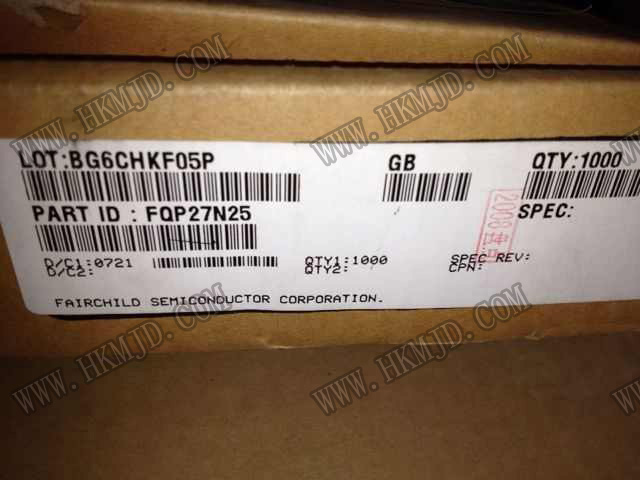 LOT:BG6CHKF05P GB QTY:1000
PART ID : FQP27N25 SPEC:
D/C1:0721 QTY1:1000 SPEC REV:
D/C2: QTY2: CPN:
FAIRCHILD SEMICONDUCTOR CORPORATION.
WWW.HKMJD.COM
WWW.HKMJD.COM
WWW.HKMJD.COM
WWW.HKMJD.COM
WWW.HKMJD.COM
WWW.HKMJD.COM